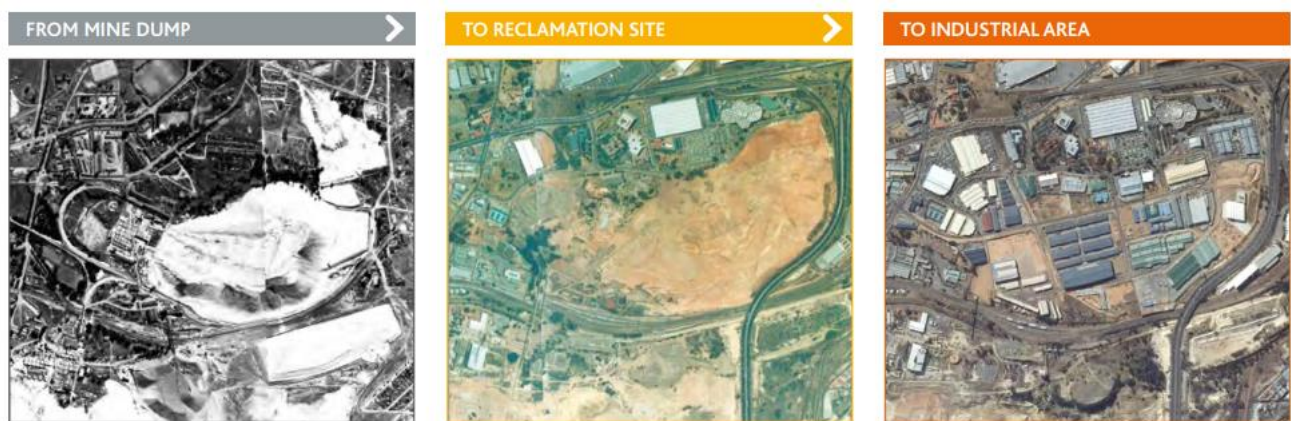 FROM MINE DUMP
TO RECLAMATION SITE
TO INDUSTRIAL AREA